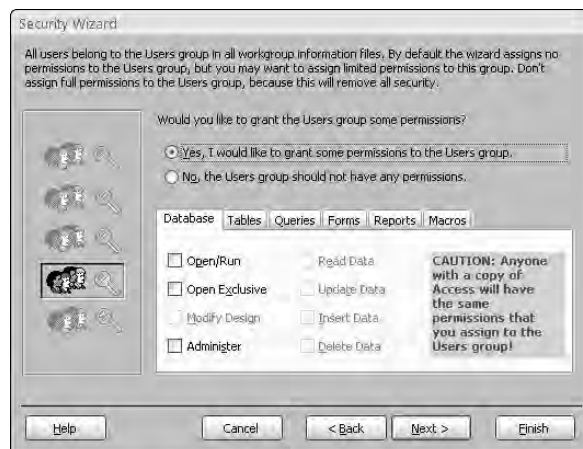 Security Wizard
All users belong to the Users group in all workgroup information files. By default the wizard assigns no
permissions to the Users group, but you may want to assign limited permissions to this group. Don't
assign full permissions to the Users group, because this will remove all security.
Would you like to grant the Users group some permissions?
Yes, I would like to grant some permissions to the Users group.
No, the Users group should not have any permissions.
Database Tables Queries Forms Reports Macros
Open/Run Read Data
Open Exclusive Update Data
Modify Design Insert Data
Administer Delete Data
CAUTION: Anyone
with a copy of
Access will have
the same
permissions that
you assign to the
Users group!
Help Cancel < Back Next > Finish